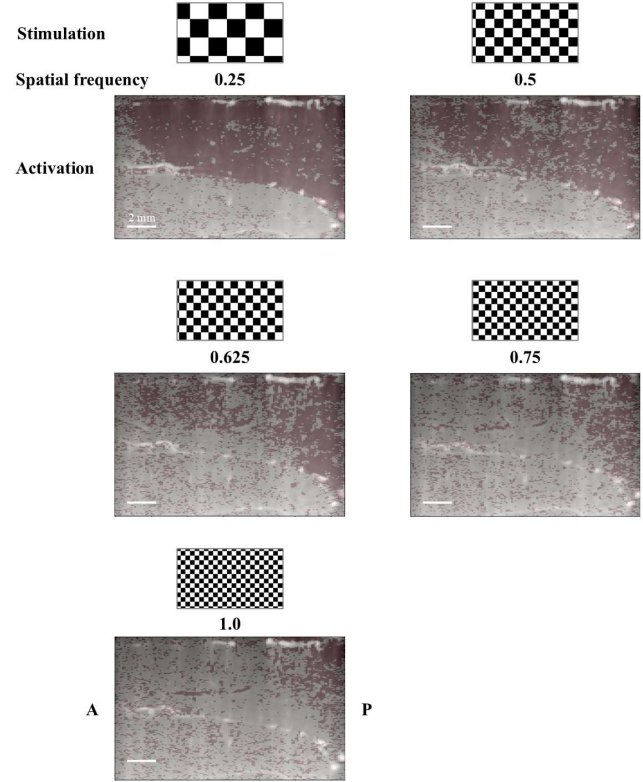 Stimulation
Spatial frequency
0.25
0.5
Activation
2 mm
0.625
0.75
1.0
A
P